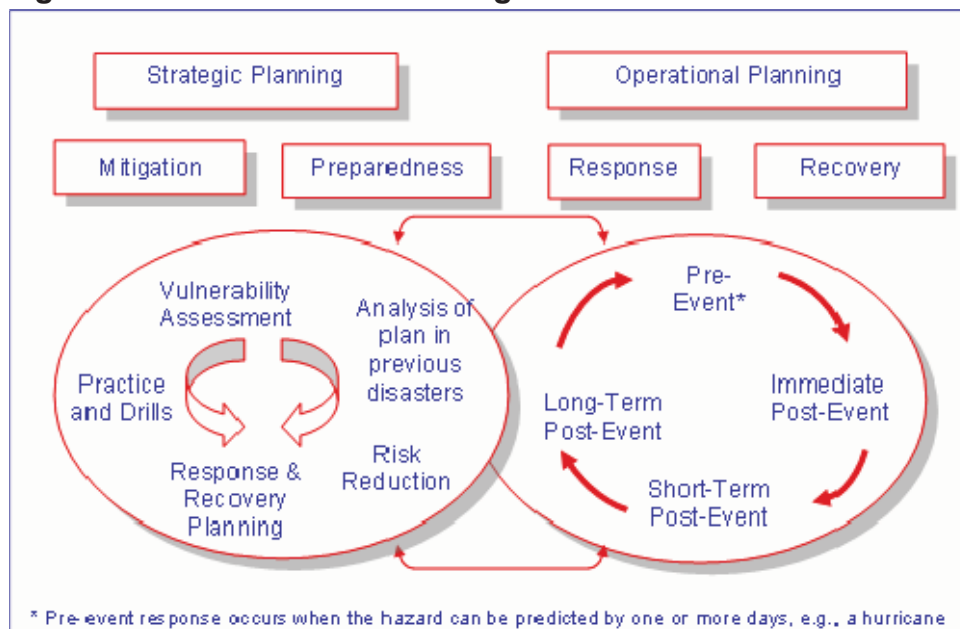 Strategic Planning
Operational Planning
Mitigation
Preparedness
Response
Recovery
Vulnerability
Assessment
Analysis of
plan in
previous
disasters
Practice
and Drills
Response &
Recovery
Planning
Risk
Reduction
Pre-
Event*
Immediate
Post-Event
Long-Term
Post-Event
Short-Term
Post-Event
* Pre-event response occurs when the hazard can be predicted by one or more days, e.g., a hurricane